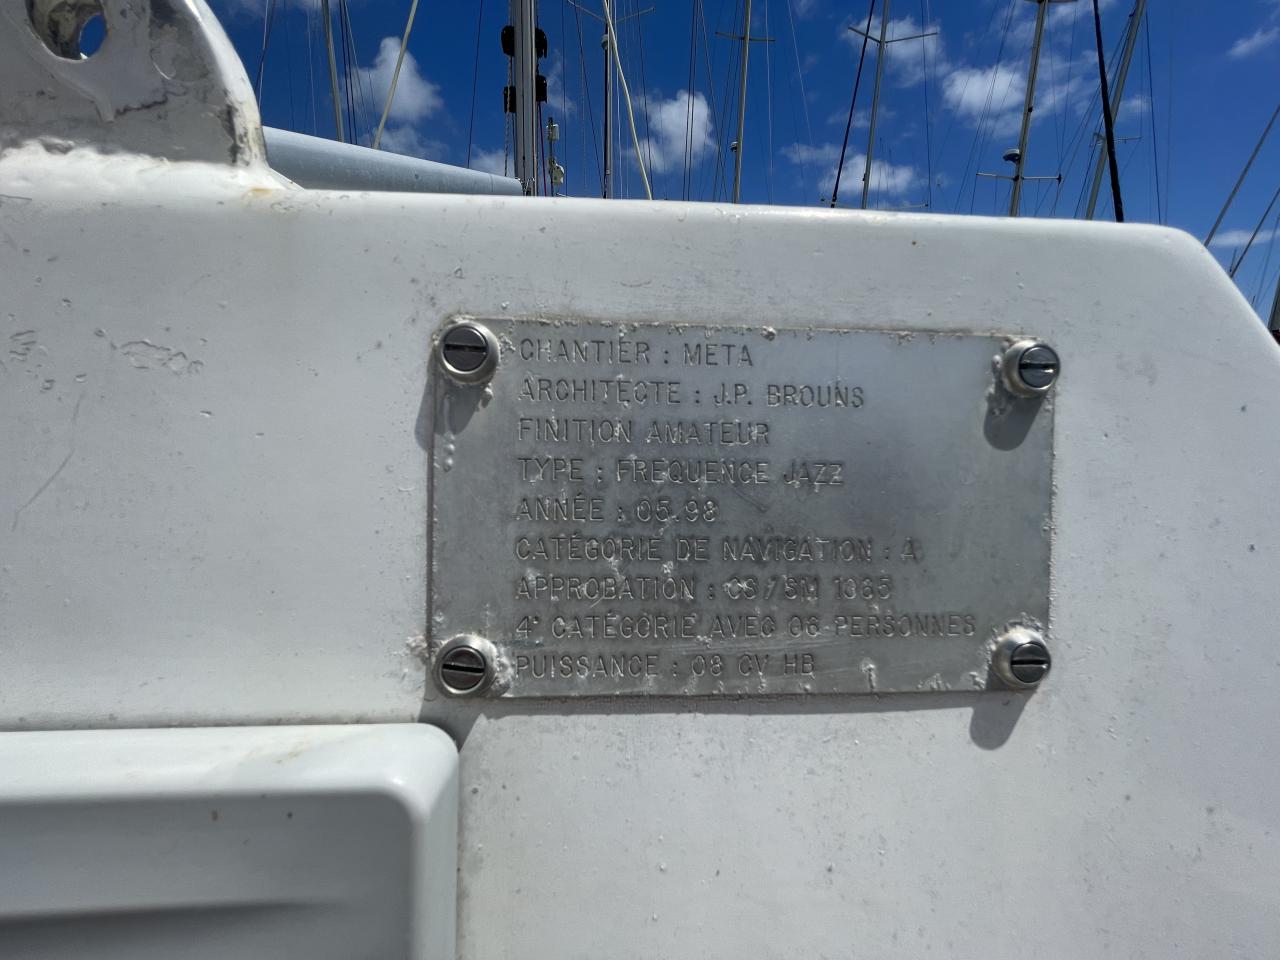 CHANTIER : META
ARCHITECTE : J.P. BROUNS
FINITION AMATEUR
TYPE : FREQUENCE JAZZ
ANNÉE : 05.98
CATÉGORIE DE NAVIGATION : A
APPROBATION : CS/SM 1365
4° CATÉGORIE AVEC 06 PERSONNES
PUISSANCE : 08 CV HB